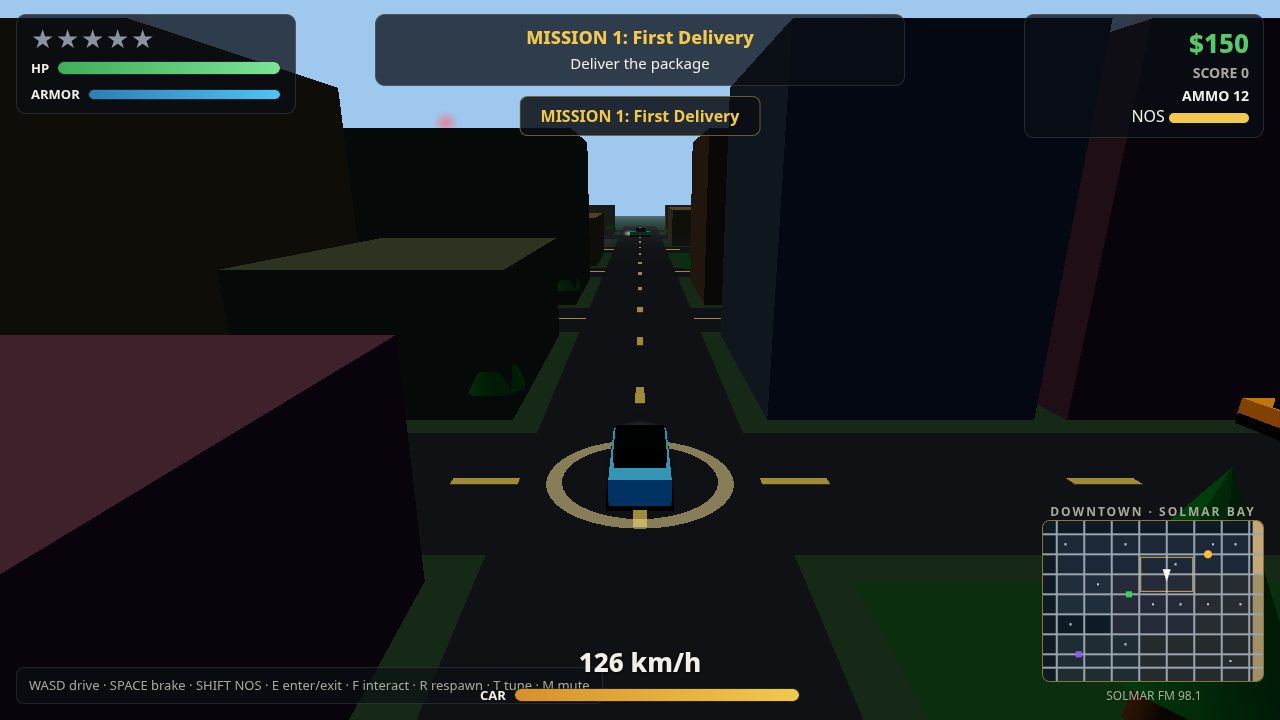 ★★★★★
HP
ARMOR
MISSION 1: First Delivery
Deliver the package
MISSION 1: First Delivery
$150
SCORE 0
AMMO 12
NOS
DOWNTOWN · SOLMAR BAY
SOLMAR FM 98.1
126 km/h
CAR
WASD drive · SPACE brake · SHIFT NOS · E enter/exit · F interact · R respawn · T tune · M mute